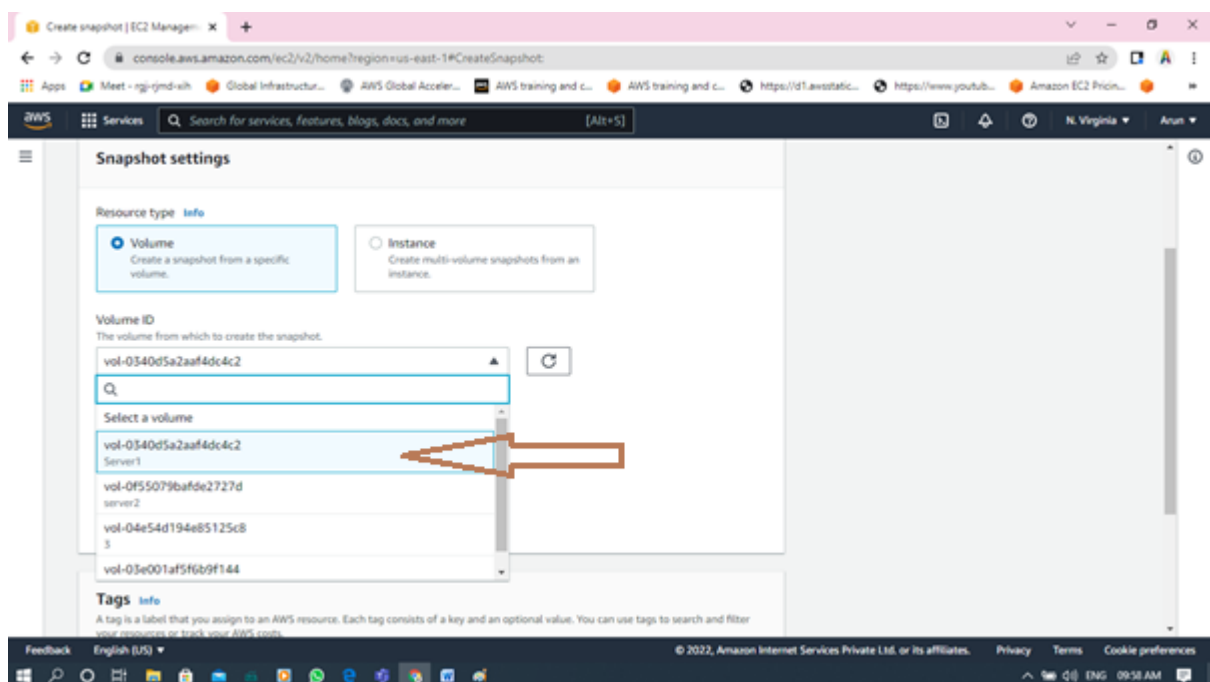 Create snapshot | EC2 Managem
console.aws.amazon.com/ec2/v2/home?region=us-east-1#CreateSnapshot:
Apps Meet - rgj-rjmd-xih Global Infrastructur... AWS Global Acceler... AWS training and c... AWS training and c... https://d1.awsstatic... https://www.youtub... Amazon EC2 Pricin...
aws Services Search for services, features, blogs, docs, and more [Alt+S] N. Virginia Arun
Snapshot settings
Resource type Info
Volume
Create a snapshot from a specific
volume.
Instance
Create multi-volume snapshots from an
instance.
Volume ID
The volume from which to create the snapshot.
vol-0340d5a2aaf4dc4c2
Select a volume
vol-0340d5a2aaf4dc4c2
Server1
vol-0f55079bafde2727d
server2
vol-04e54d194e85125c8
3
vol-03e001af5f6b9f144
Tags Info
A tag is a label that you assign to an AWS resource. Each tag consists of a key and an optional value. You can use tags to search and filter
your resources or track your AWS costs.
Feedback English (US) © 2022, Amazon Internet Services Private Ltd. or its affiliates. Privacy Terms Cookie preferences
ENG 09:58 AM